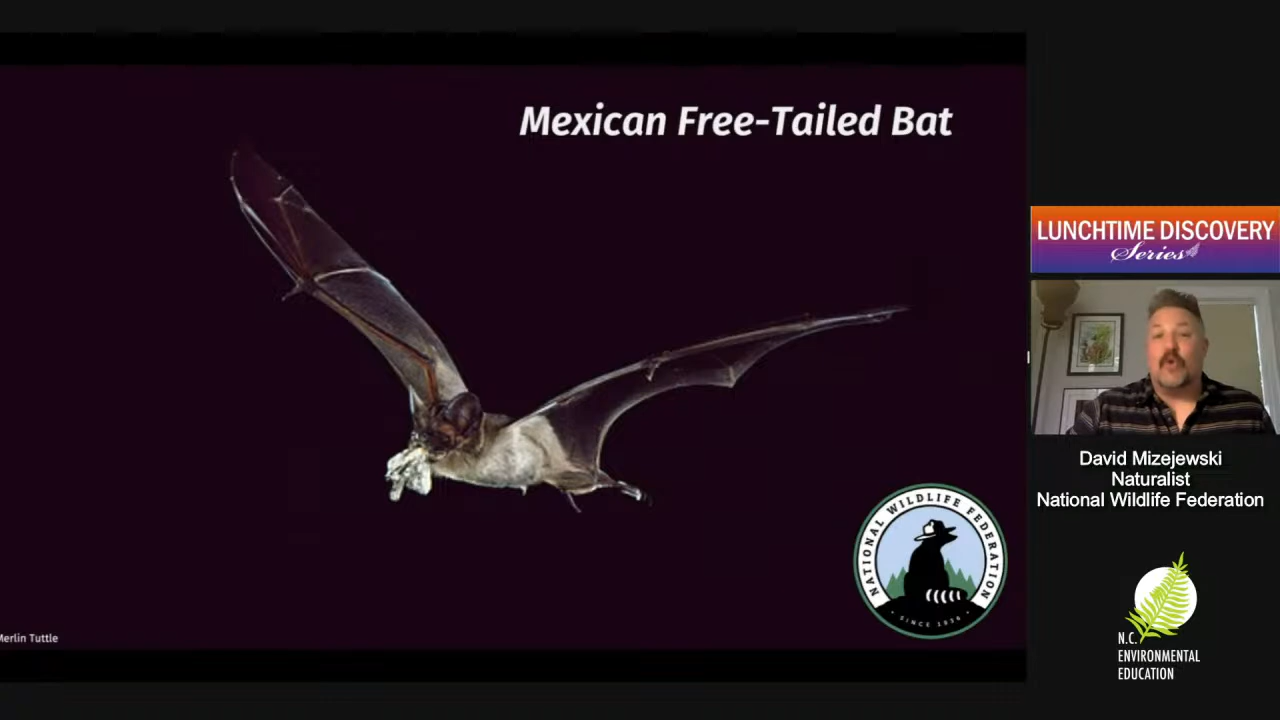 Mexican Free-Tailed Bat
LUNCHTIME DISCOVERY
Series
David Mizejewski
Naturalist
National Wildlife Federation
NATIONAL WILDLIFE FEDERATION
• SINCE 1936 •
Merlin Tuttle
N.C.
ENVIRONMENTAL
EDUCATION